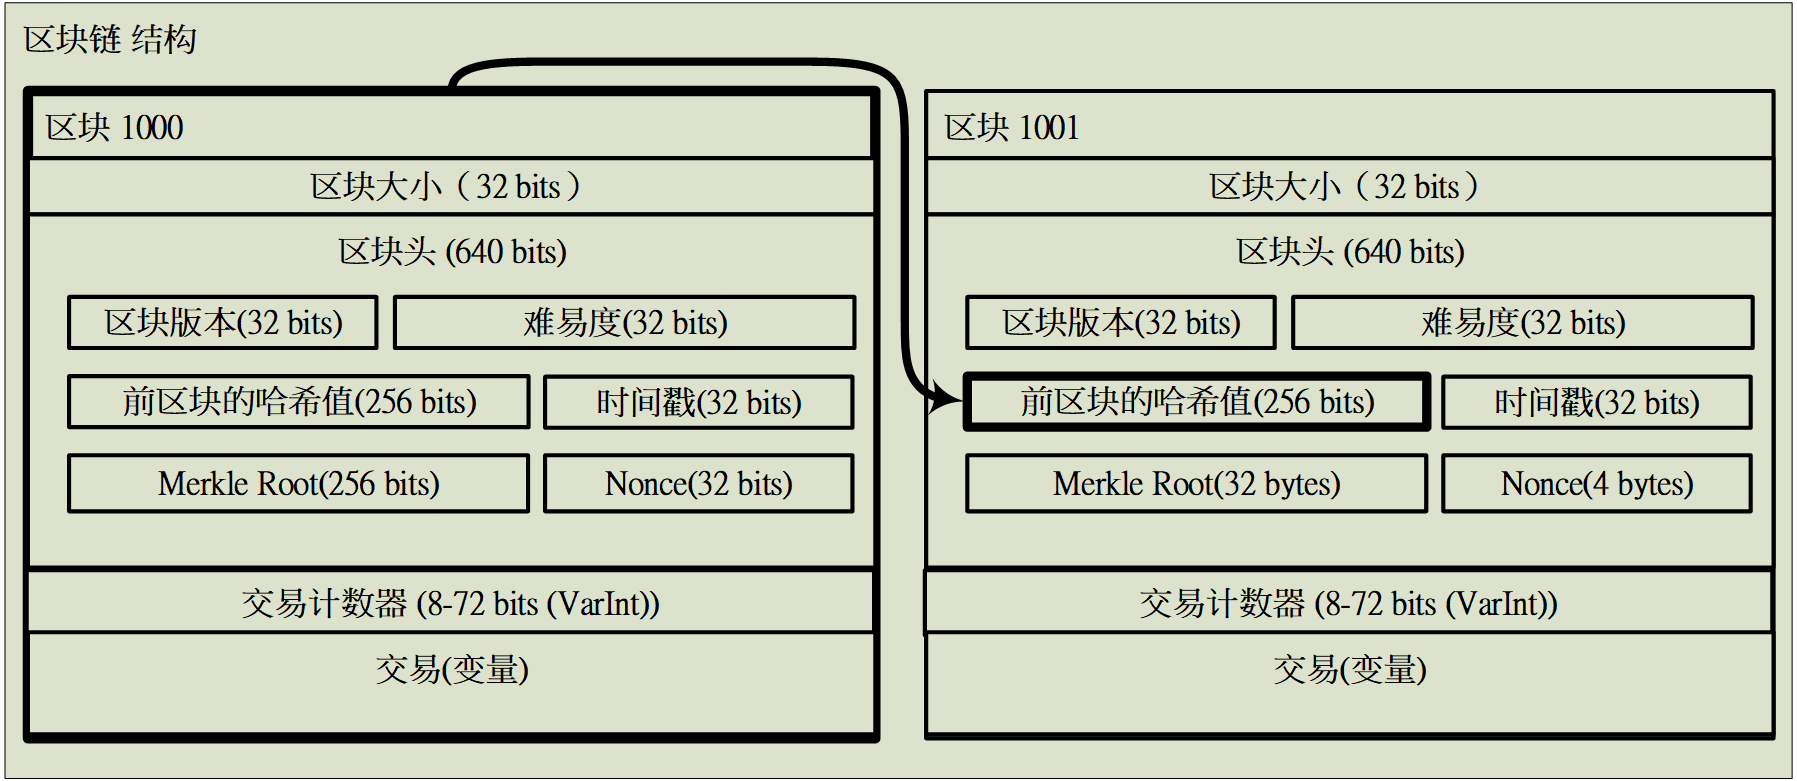 区块链 结构
区块 1000
区块大小（32 bits）
区块头 (640 bits)
区块版本(32 bits)
难易度(32 bits)
前区块的哈希值(256 bits)
时间戳(32 bits)
Merkle Root(256 bits)
Nonce(32 bits)
交易计数器 (8-72 bits (VarInt))
交易(变量)
区块 1001
区块大小（32 bits）
区块头 (640 bits)
区块版本(32 bits)
难易度(32 bits)
前区块的哈希值(256 bits)
时间戳(32 bits)
Merkle Root(32 bytes)
Nonce(4 bytes)
交易计数器 (8-72 bits (VarInt))
交易(变量)